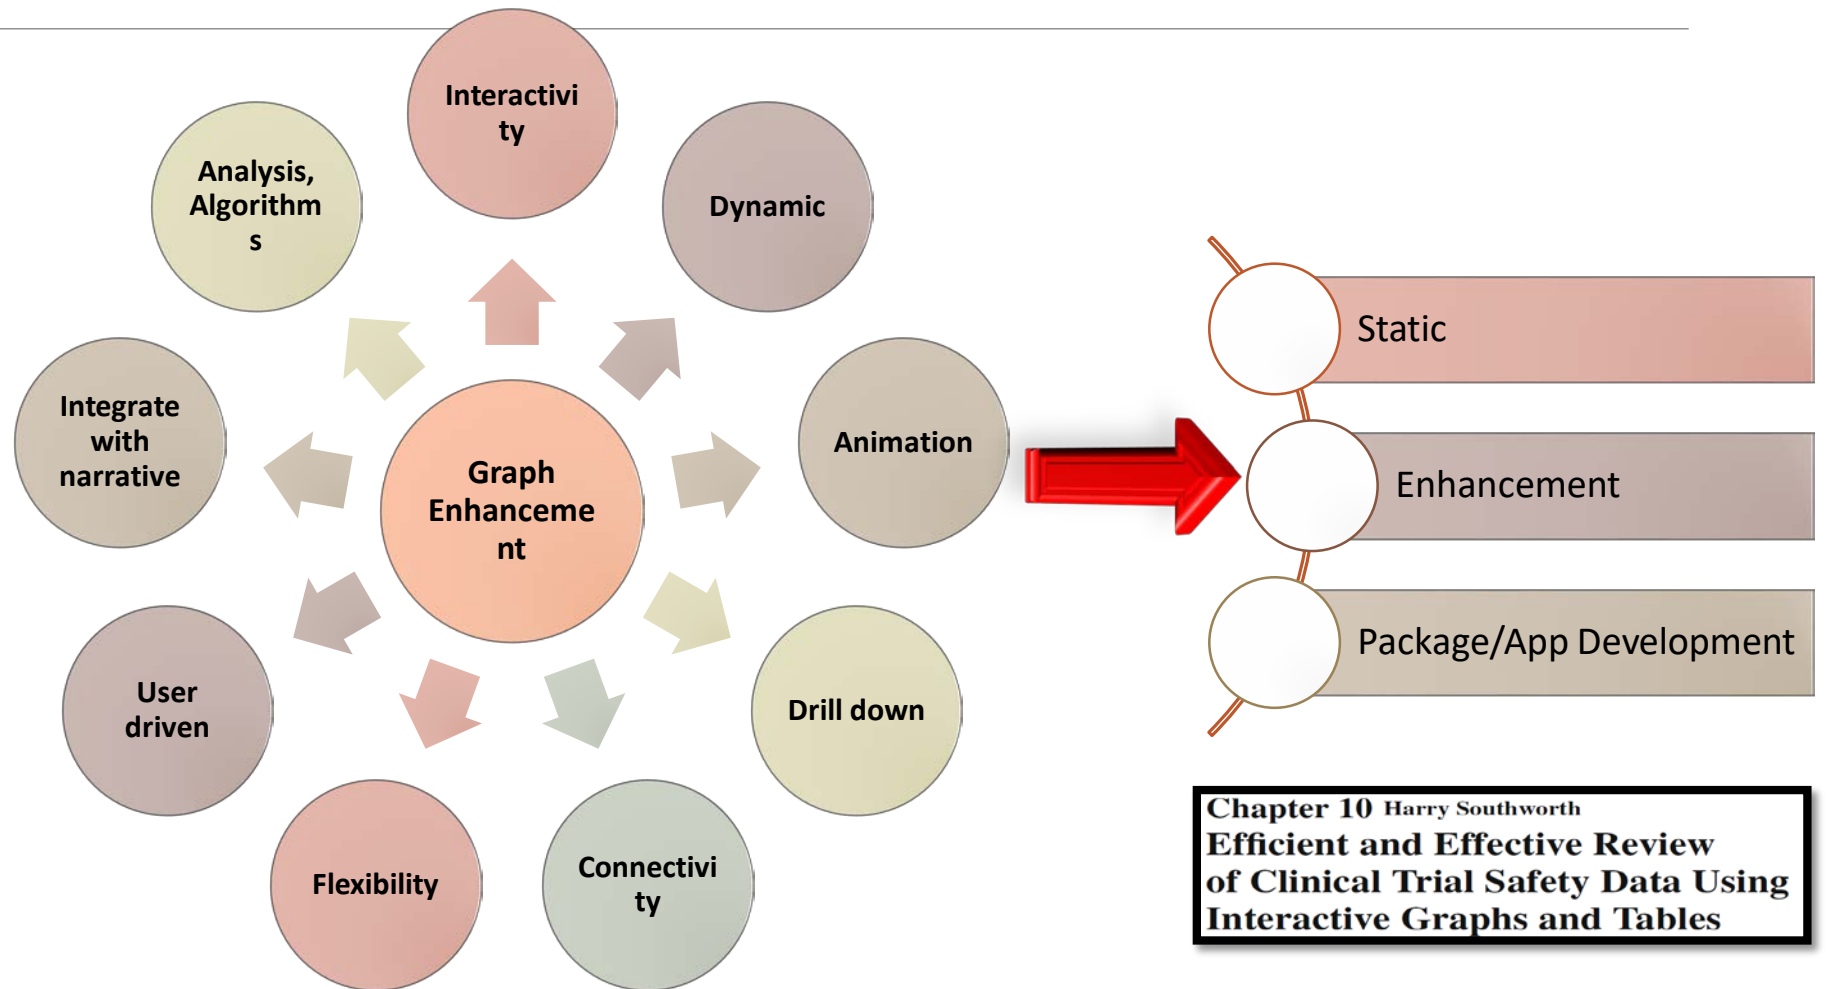 Interactivi
ty
Dynamic
Animation
Drill down
Connectivi
ty
Flexibility
User
driven
Integrate
with
narrative
Analysis,
Algorithm
s
Graph
Enhanceme
nt
Static
Enhancement
Package/App Development
Chapter 10 Harry Southworth
Efficient and Effective Review
of Clinical Trial Safety Data Using
Interactive Graphs and Tables